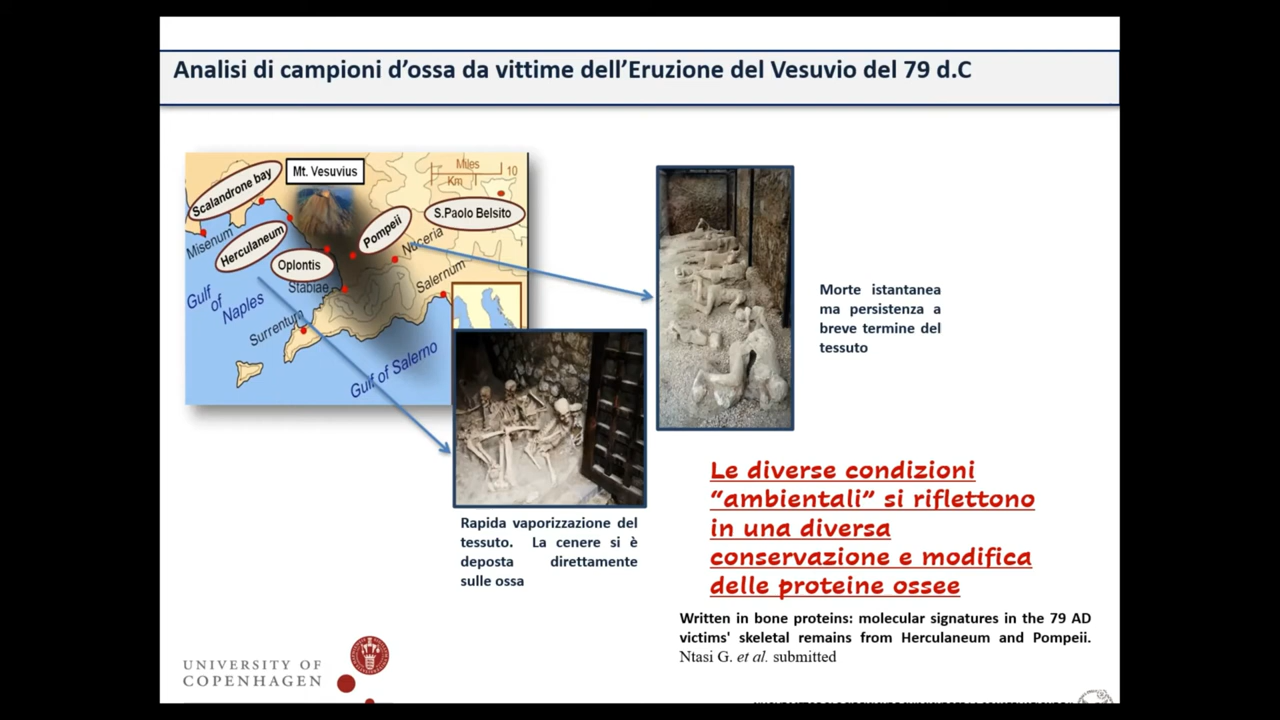 Analisi di campioni d’ossa da vittime dell’Eruzione del Vesuvio del 79 d.C
Mt. Vesuvius
Miles
10
Km
Scalandrone bay
S.Paolo Belsito
Pompeii
Misenum
Herculaneum
Nuceria
Oplontis
Stabiae
Salernum
Gulf
of
Naples
Surrentum
Gulf of Salerno
Morte istantanea
ma persistenza a
breve termine del
tessuto
Rapida vaporizzazione del
tessuto. La cenere si è
deposta direttamente
sulle ossa
Le diverse condizioni
“ambientali” si riflettono
in una diversa
conservazione e modifica
delle proteine ossee
Written in bone proteins: molecular signatures in the 79 AD
victims' skeletal remains from Herculaneum and Pompeii.
Ntasi G. et al. submitted
UNIVERSITY OF
COPENHAGEN